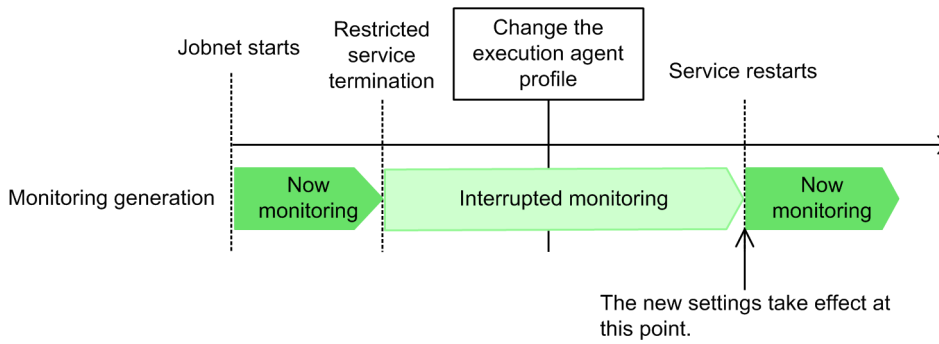 Jobnet starts
Restricted
service
termination
Change the
execution agent
profile
Service restarts
Monitoring generation
Now
monitoring
Interrupted monitoring
Now
monitoring
The new settings take effect at
this point.